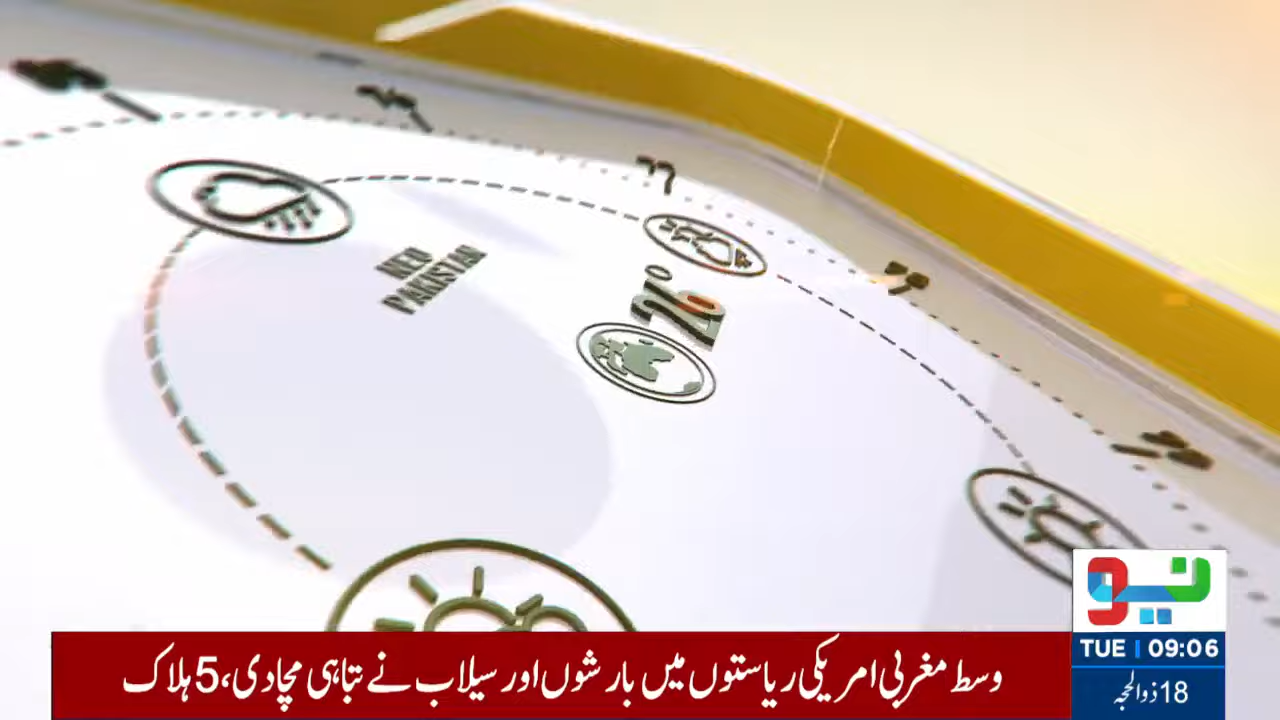 NEO
PAKISTAN
26°
نیو
TUE 09:06
18 ذوالحجہ
وسط مغربی امریکی ریاستوں میں بارشوں اور سیلاب نے تباہی مچادی، 5 ہلاک